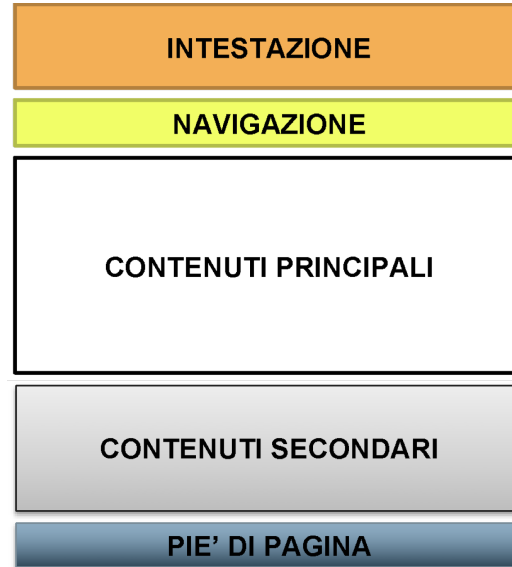 INTESTAZIONE
NAVIGAZIONE
CONTENUTI PRINCIPALI
CONTENUTI SECONDARI
PIE’ DI PAGINA